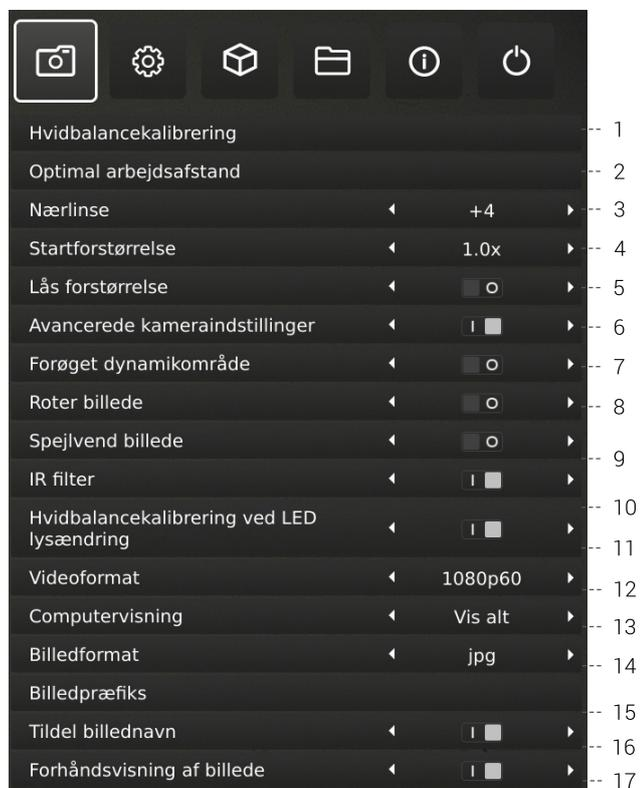 Hvidbalancekalibrering 1
Optimal arbejdsafstand 2
Nærlinse +4 3
Startforstørrelse 1.0x 4
Lås forstørrelse 5
Avancerede kameraindstillinger 6
Forøget dynamikområde 7
Roter billede 8
Spejlvend billede 9
IR filter 10
Hvidbalancekalibrering ved LED
lysændring 11
Videoformat 1080p60 12
Computervisning Vis alt 13
Billedformat jpg 14
Billedpræfiks 15
Tildel billednavn 16
Forhåndsvisning af billede 17